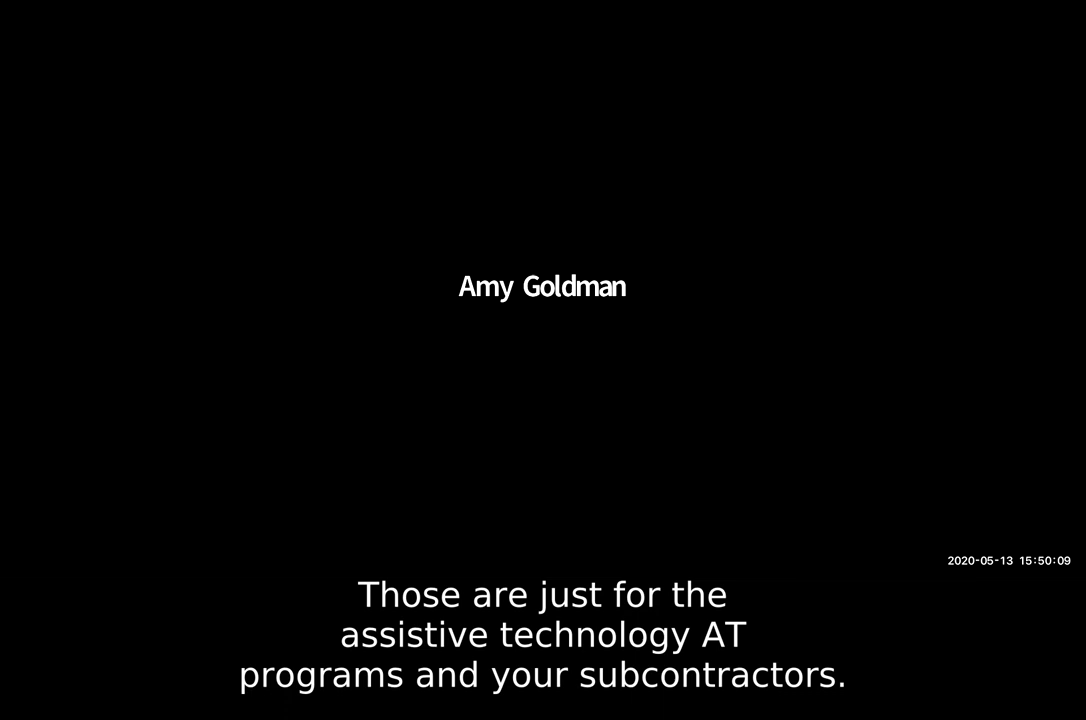 Amy Goldman
2020-05-13 15:50:09
Those are just for the
assistive technology AT
programs and your subcontractors.